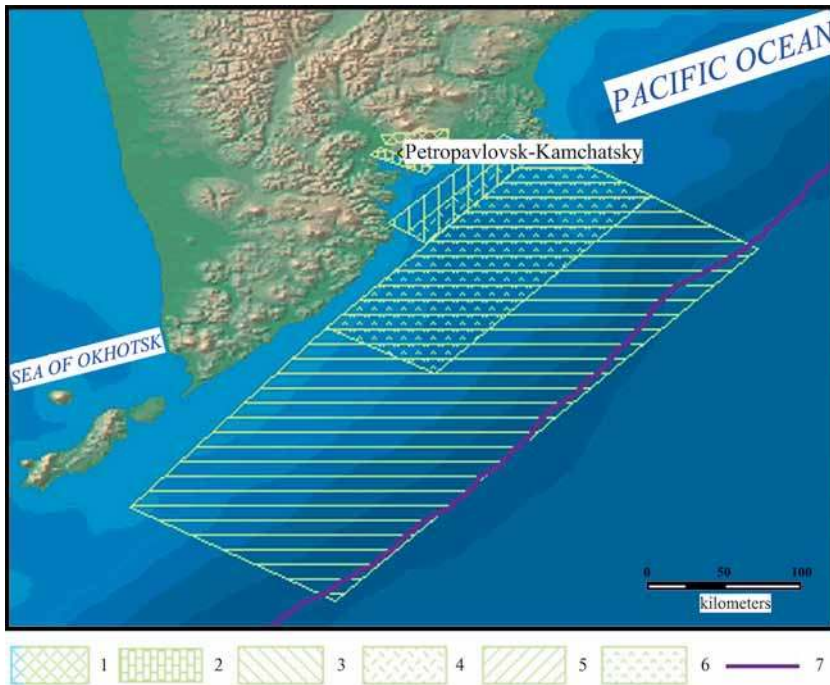 PACIFIC OCEAN
Petropavlovsk-Kamchatsky
SEA OF OKHOTSK
0 50 100
kilometers
1 2 3 4 5 6 7